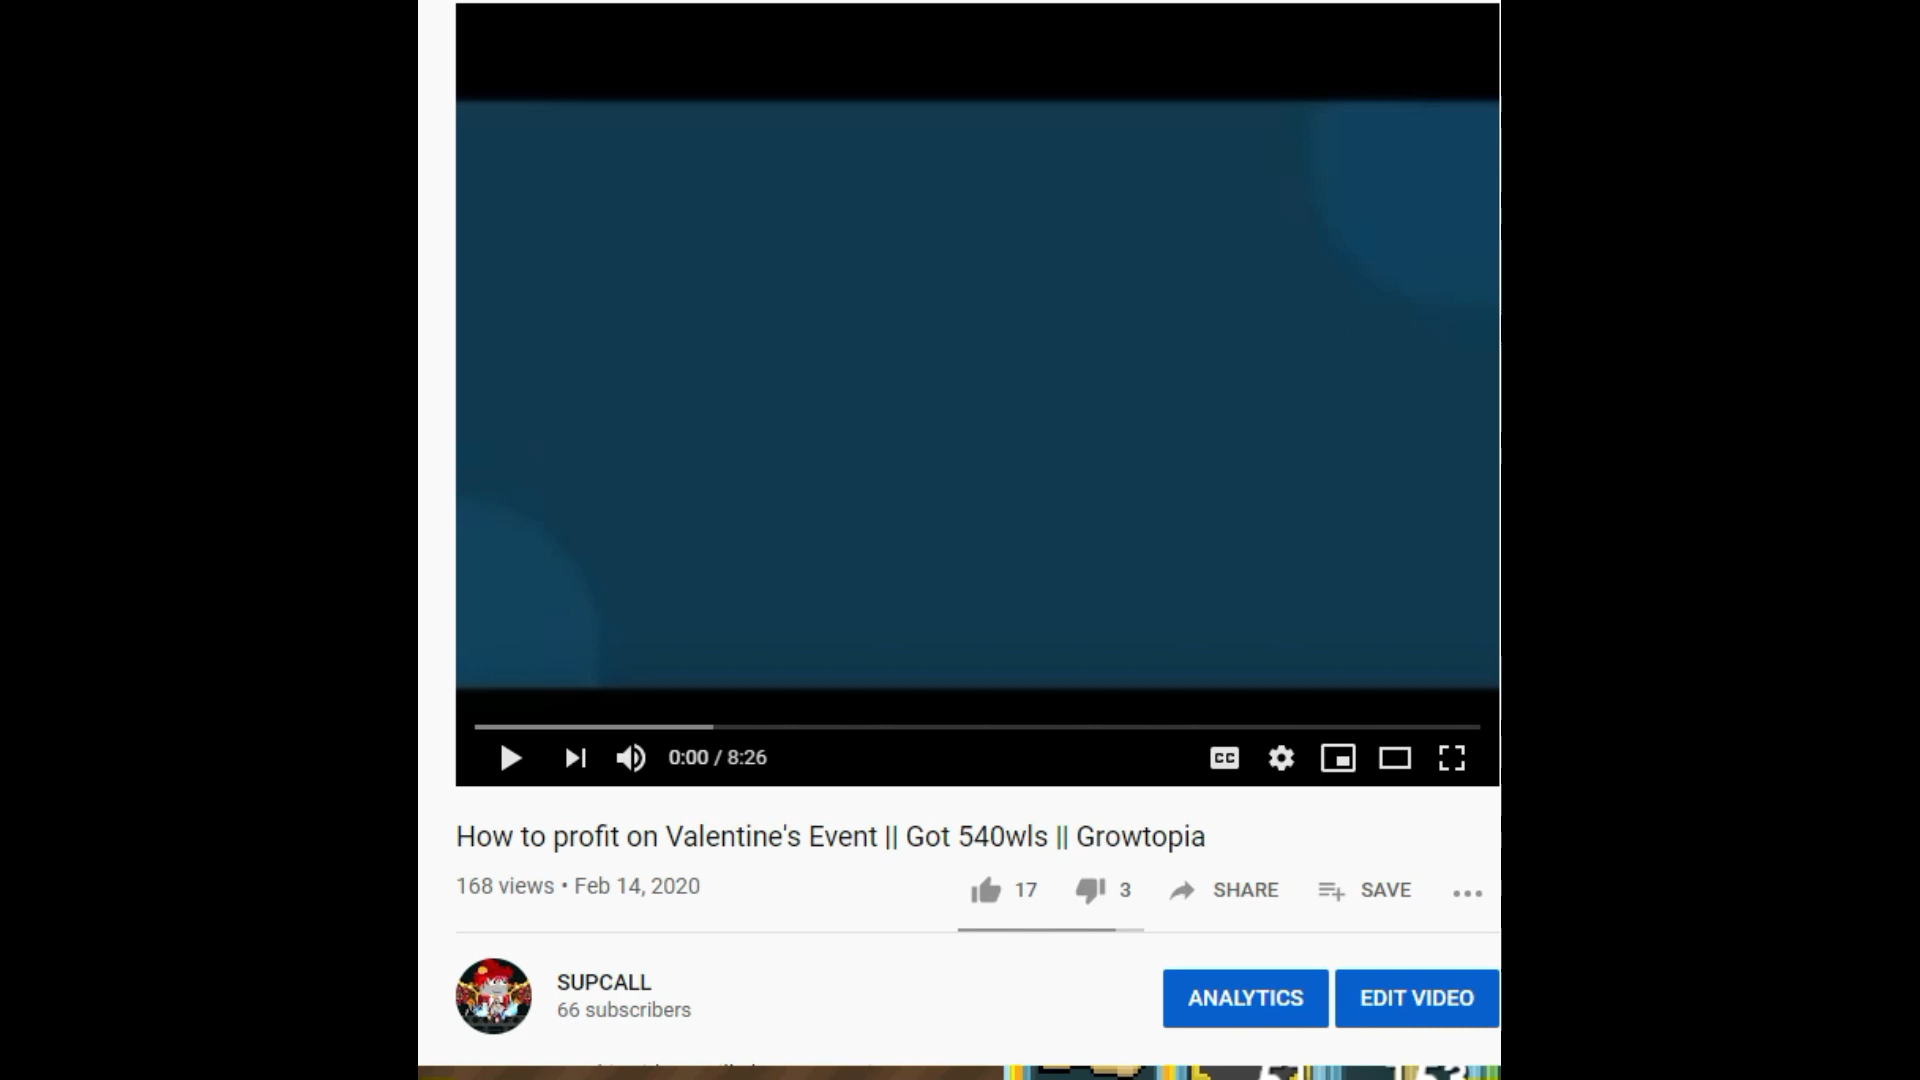 CC
0:00 / 8:26
How to profit on Valentine's Event || Got 540wls || Growtopia
168 views • Feb 14, 2020
17
3
SHARE
SAVE
SUPCALL
66 subscribers
ANALYTICS
EDIT VIDEO